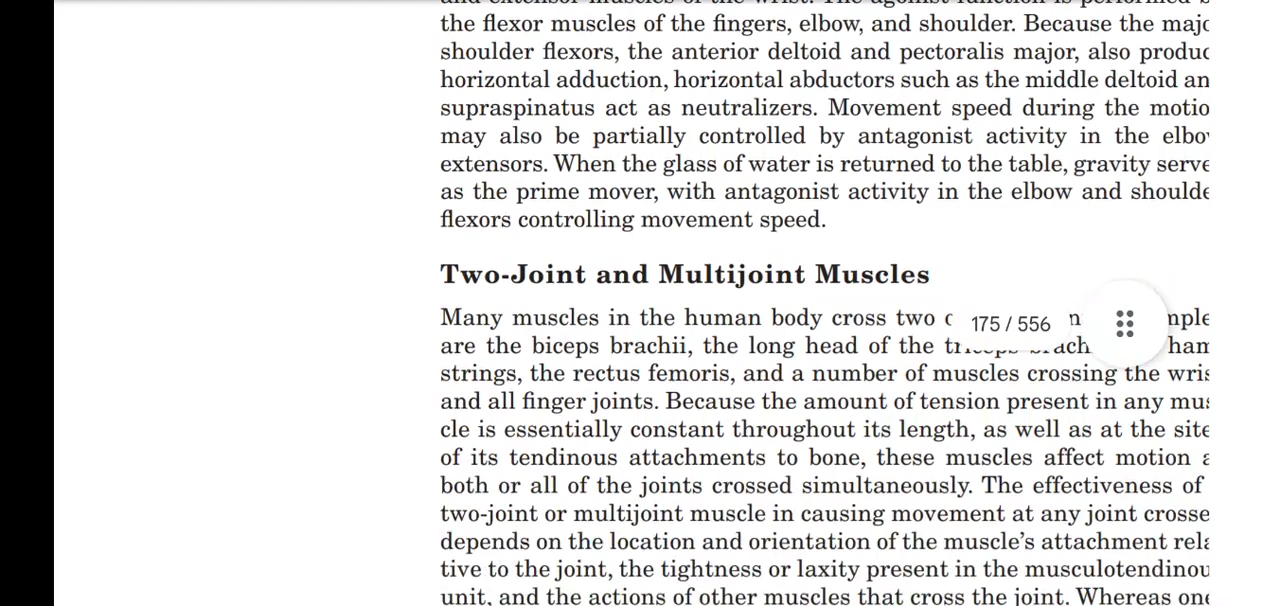 the flexor muscles of the fingers, elbow, and shoulder. Because the majo
shoulder flexors, the anterior deltoid and pectoralis major, also produc
horizontal adduction, horizontal abductors such as the middle deltoid an
supraspinatus act as neutralizers. Movement speed during the motio
may also be partially controlled by antagonist activity in the elbo
extensors. When the glass of water is returned to the table, gravity serve
as the prime mover, with antagonist activity in the elbow and shoulde
flexors controlling movement speed.
Two-Joint and Multijoint Muscles
Many muscles in the human body cross two
175 / 556
are the biceps brachii, the long head of the ham
strings, the rectus femoris, and a number of muscles crossing the wris
and all finger joints. Because the amount of tension present in any mus
cle is essentially constant throughout its length, as well as at the site
of its tendinous attachments to bone, these muscles affect motion a
both or all of the joints crossed simultaneously. The effectiveness of
two-joint or multijoint muscle in causing movement at any joint crosse
depends on the location and orientation of the muscle's attachment rela
tive to the joint, the tightness or laxity present in the musculotendinou
unit, and the actions of other muscles that cross the joint. Whereas one